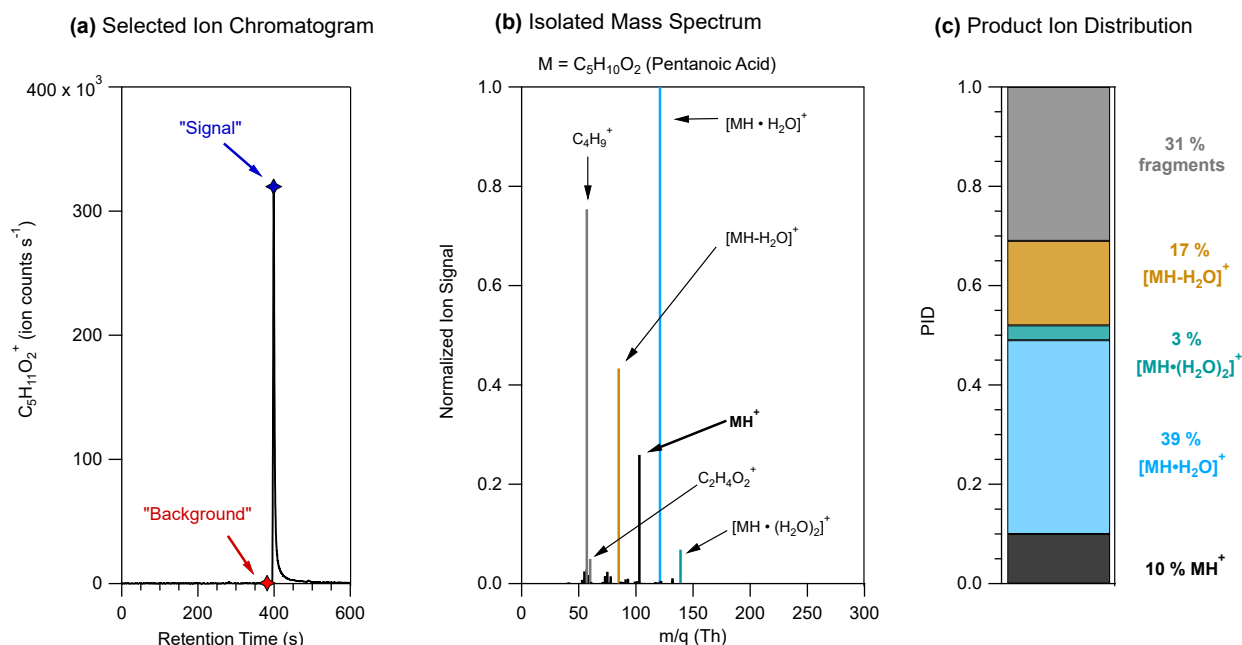 (a) Selected Ion Chromatogram
400 x 10³
300
200
100
0
C₅H₁₁O₂⁺ (ion counts s⁻¹)
"Signal"
"Background"
0
200
400
600
Retention Time (s)
(b) Isolated Mass Spectrum
M = C₅H₁₀O₂ (Pentanoic Acid)
1.0
0.8
0.6
0.4
0.2
0.0
Normalized Ion Signal
C₄H₉⁺
[MH • H₂O]⁺
[MH-H₂O]⁺
MH⁺
C₂H₄O₂⁺
[MH • (H₂O)₂]⁺
0
50
100
150
200
250
300
m/q (Th)
(c) Product Ion Distribution
1.0
0.8
0.6
0.4
0.2
0.0
PID
31 %
fragments
17 %
[MH-H₂O]⁺
3 %
[MH•(H₂O)₂]⁺
39 %
[MH•H₂O]⁺
10 % MH⁺